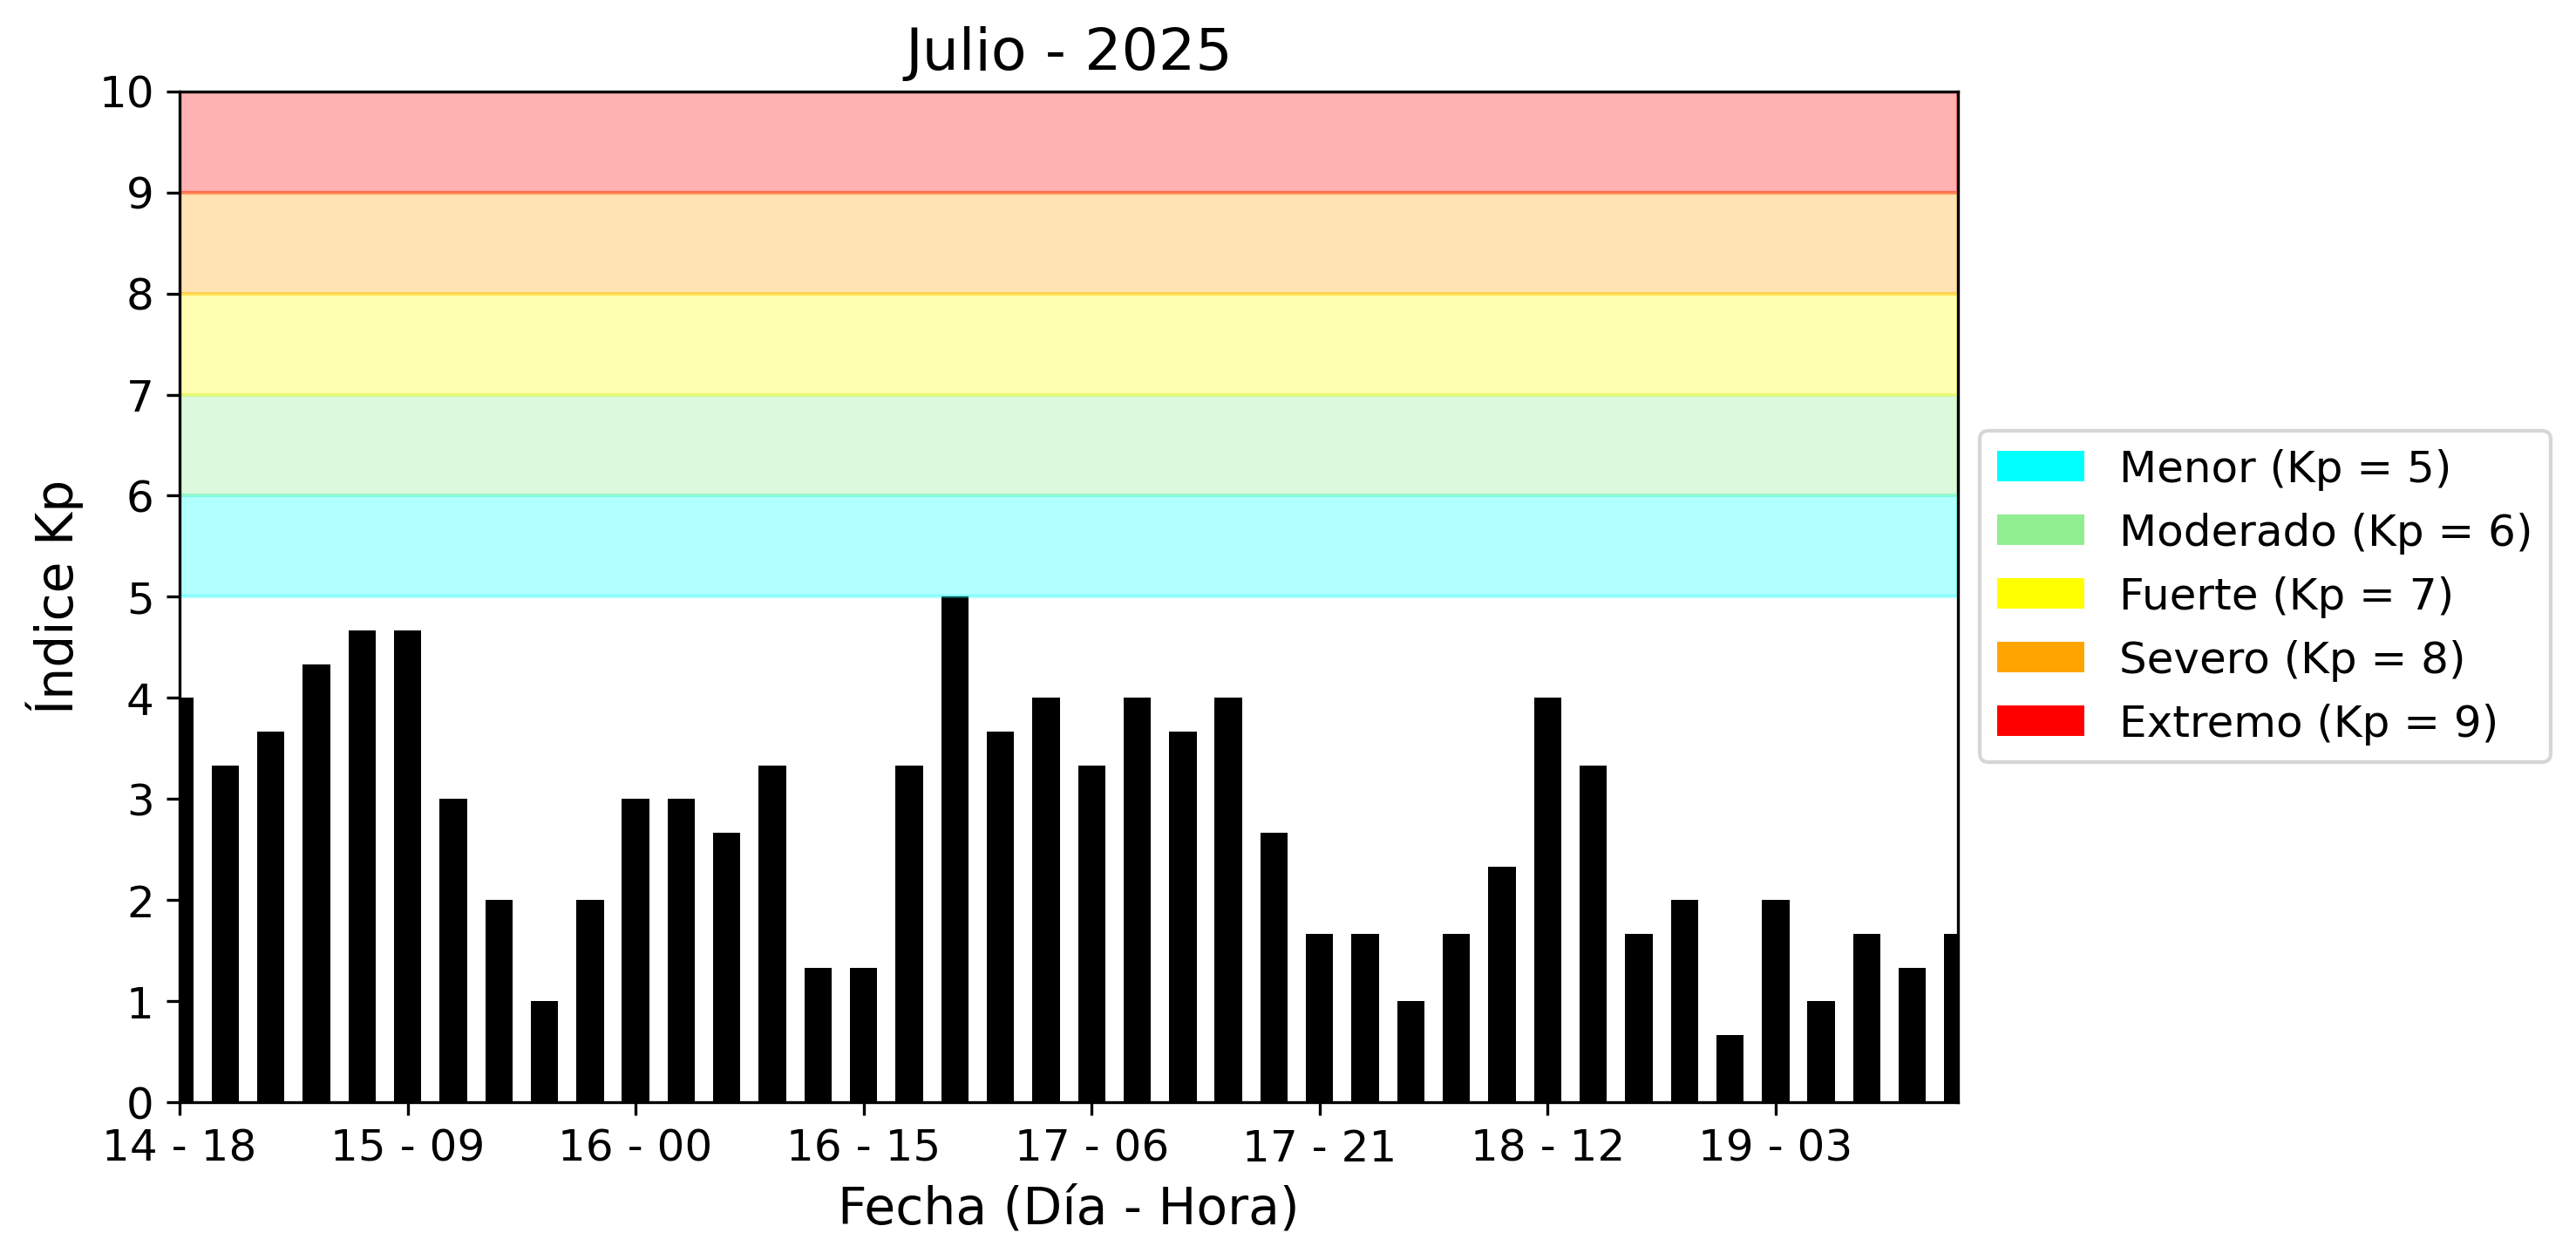 Julio - 2025
10
9
8
7
6
5
4
3
2
1
0
Índice Kp
14 - 18
15 - 09
16 - 00
16 - 15
17 - 06
17 - 21
18 - 12
19 - 03
Fecha (Día - Hora)
Menor (Kp = 5)
Moderado (Kp = 6)
Fuerte (Kp = 7)
Severo (Kp = 8)
Extremo (Kp = 9)